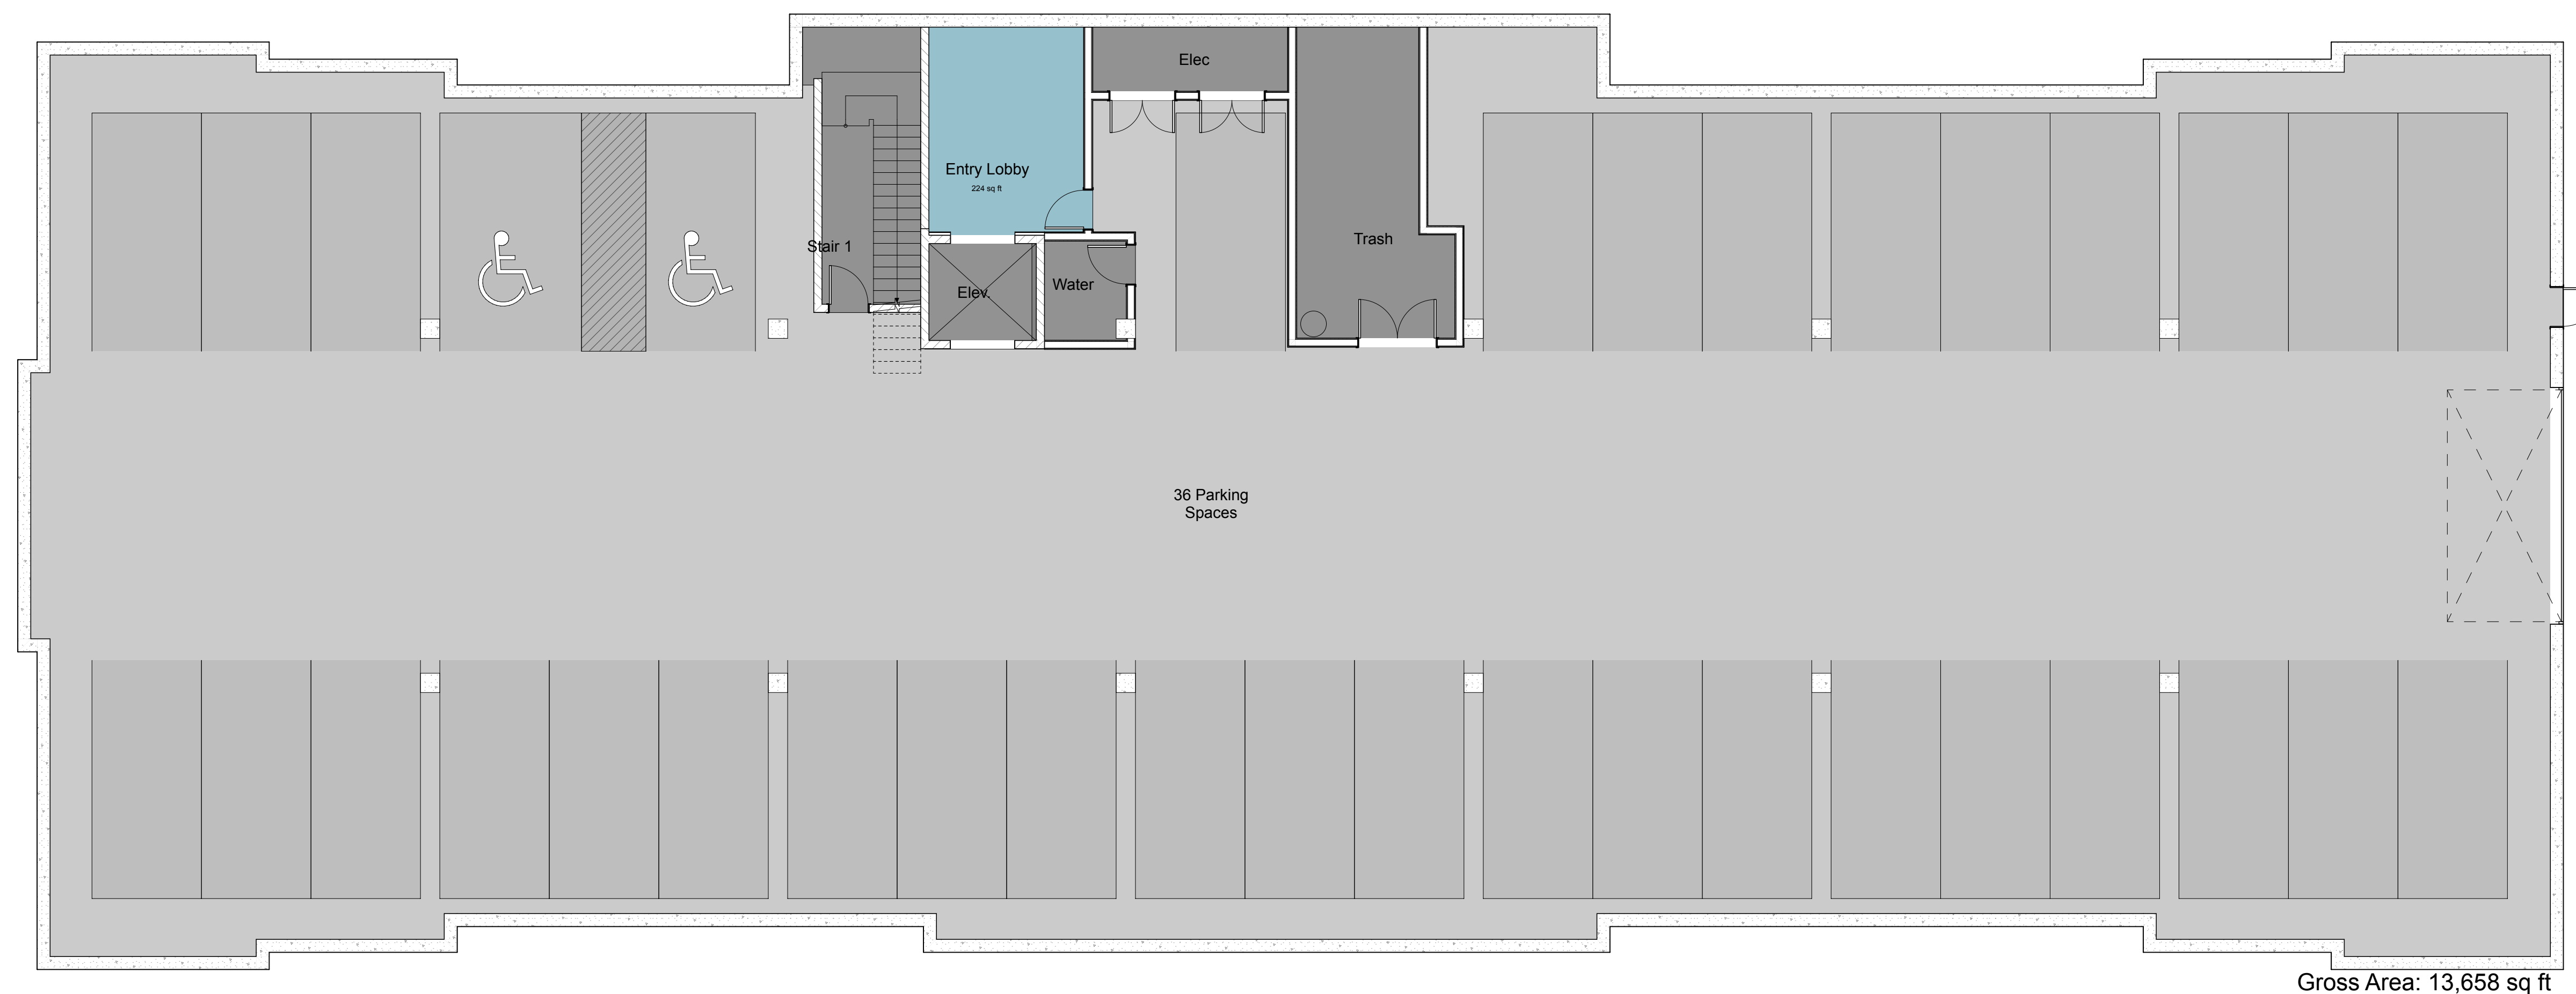 Elec
Entry Lobby
224 sq ft
Stair 1
Trash
Elev.
Water
36 Parking
Spaces
Gross Area: 13,658 sq ft